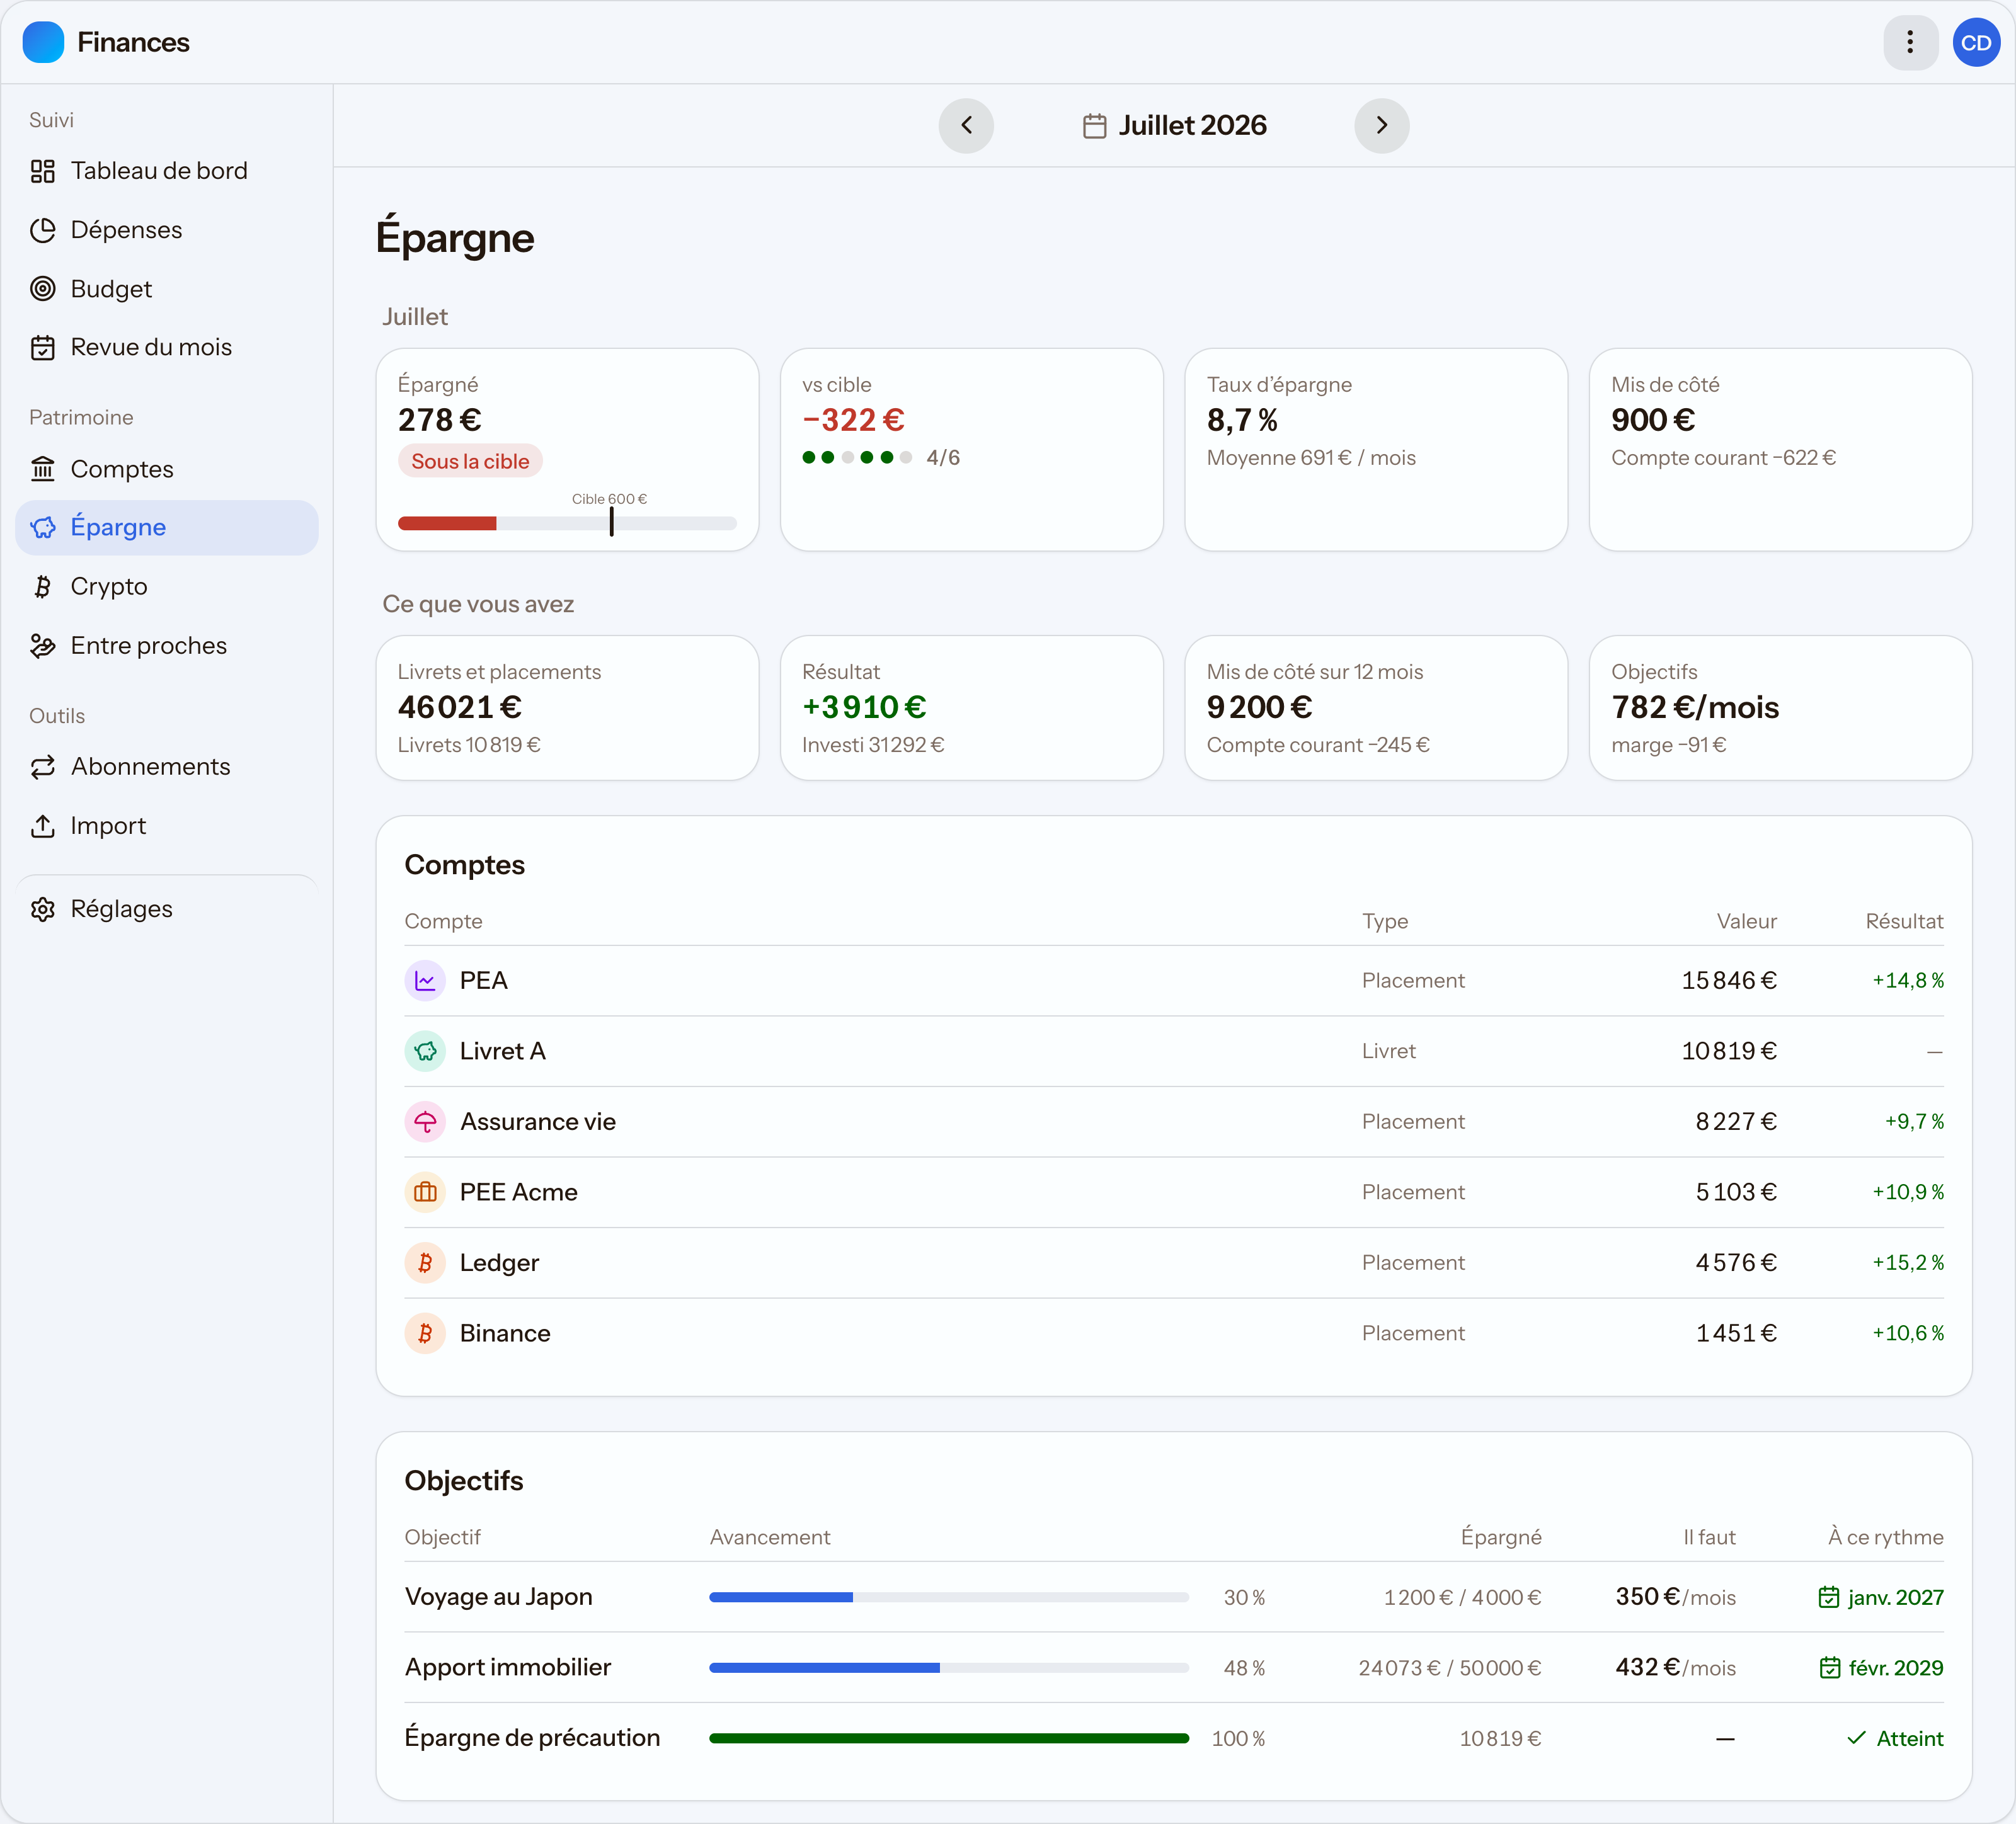 Finances
CD
Suivi
Tableau de bord
Dépenses
Budget
Revue du mois
Patrimoine
Comptes
Épargne
Crypto
Entre proches
Outils
Abonnements
Import
Réglages
Juillet 2026
Épargne
Juillet
Épargné
278 €
Sous la cible
Cible 600 €
vs cible
−322 €
4/6
Taux d’épargne
8,7 %
Moyenne 691 € / mois
Mis de côté
900 €
Compte courant −622 €
Ce que vous avez
Livrets et placements
46 021 €
Livrets 10 819 €
Résultat
+3 910 €
Investi 31 292 €
Mis de côté sur 12 mois
9 200 €
Compte courant −245 €
Objectifs
782 €/mois
marge −91 €
Comptes
Compte Type Valeur Résultat
PEA Placement 15 846 € +14,8 %
Livret A Livret 10 819 € —
Assurance vie Placement 8 227 € +9,7 %
PEE Acme Placement 5 103 € +10,9 %
Ledger Placement 4 576 € +15,2 %
Binance Placement 1 451 € +10,6 %
Objectifs
Objectif Avancement Épargné Il faut À ce rythme
Voyage au Japon 30 % 1 200 € / 4 000 € 350 €/mois janv. 2027
Apport immobilier 48 % 24 073 € / 50 000 € 432 €/mois févr. 2029
Épargne de précaution 100 % 10 819 € — Atteint